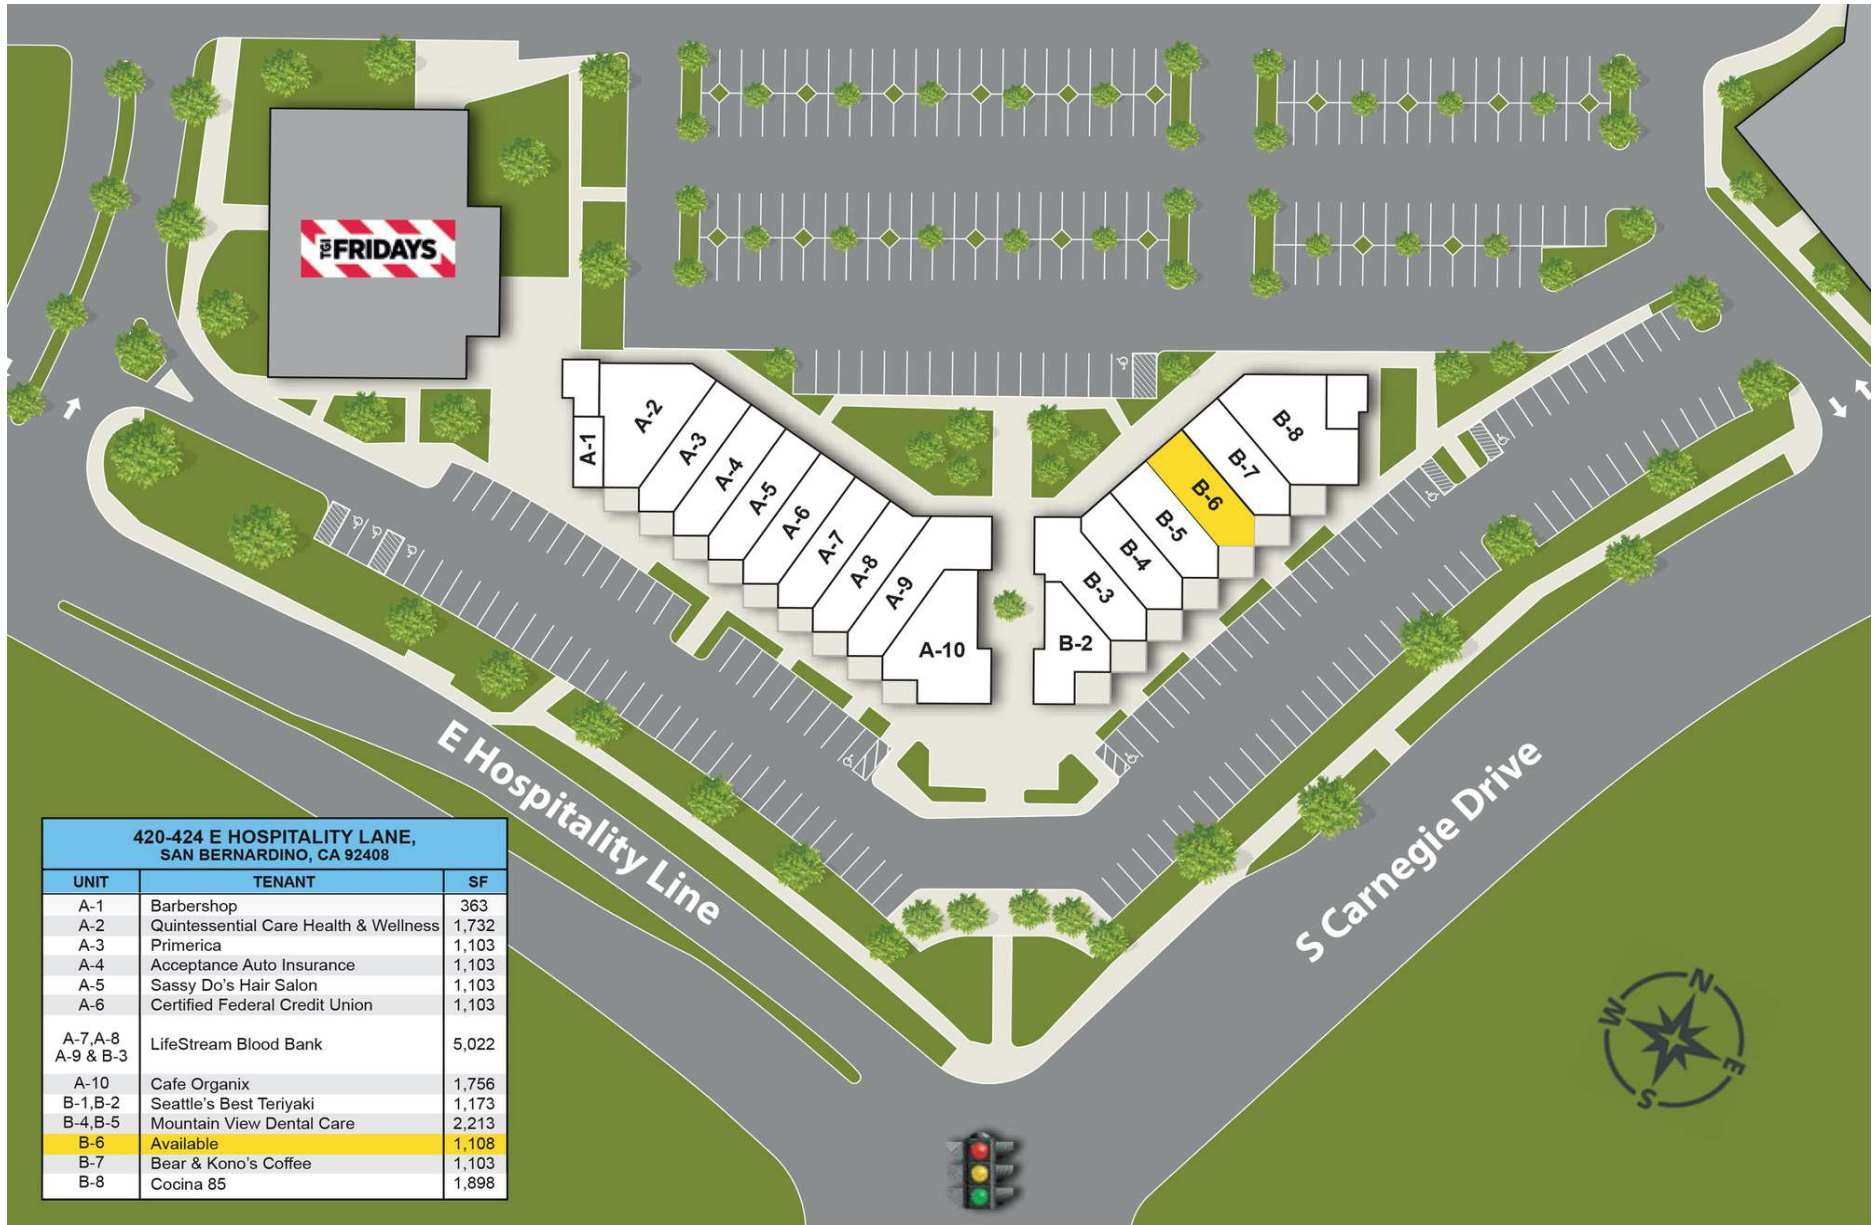 TGI FRIDAYS
A-1
A-2
A-3
A-4
A-5
A-6
A-7
A-8
A-9
A-10
B-2
B-3
B-4
B-5
B-6
B-7
B-8
E Hospitality Line
S Carnegie Drive
N
E
S
W
420-424 E HOSPITALITY LANE,
SAN BERNARDINO, CA 92408
UNIT TENANT SF
A-1 Barbershop 363
A-2 Quintessential Care Health & Wellness 1,732
A-3 Primerica 1,103
A-4 Acceptance Auto Insurance 1,103
A-5 Sassy Do's Hair Salon 1,103
A-6 Certified Federal Credit Union 1,103
A-7,A-8
A-9 & B-3 LifeStream Blood Bank 5,022
A-10 Cafe Organix 1,756
B-1,B-2 Seattle's Best Teriyaki 1,173
B-4,B-5 Mountain View Dental Care 2,213
B-6 Available 1,108
B-7 Bear & Kono's Coffee 1,103
B-8 Cocina 85 1,898